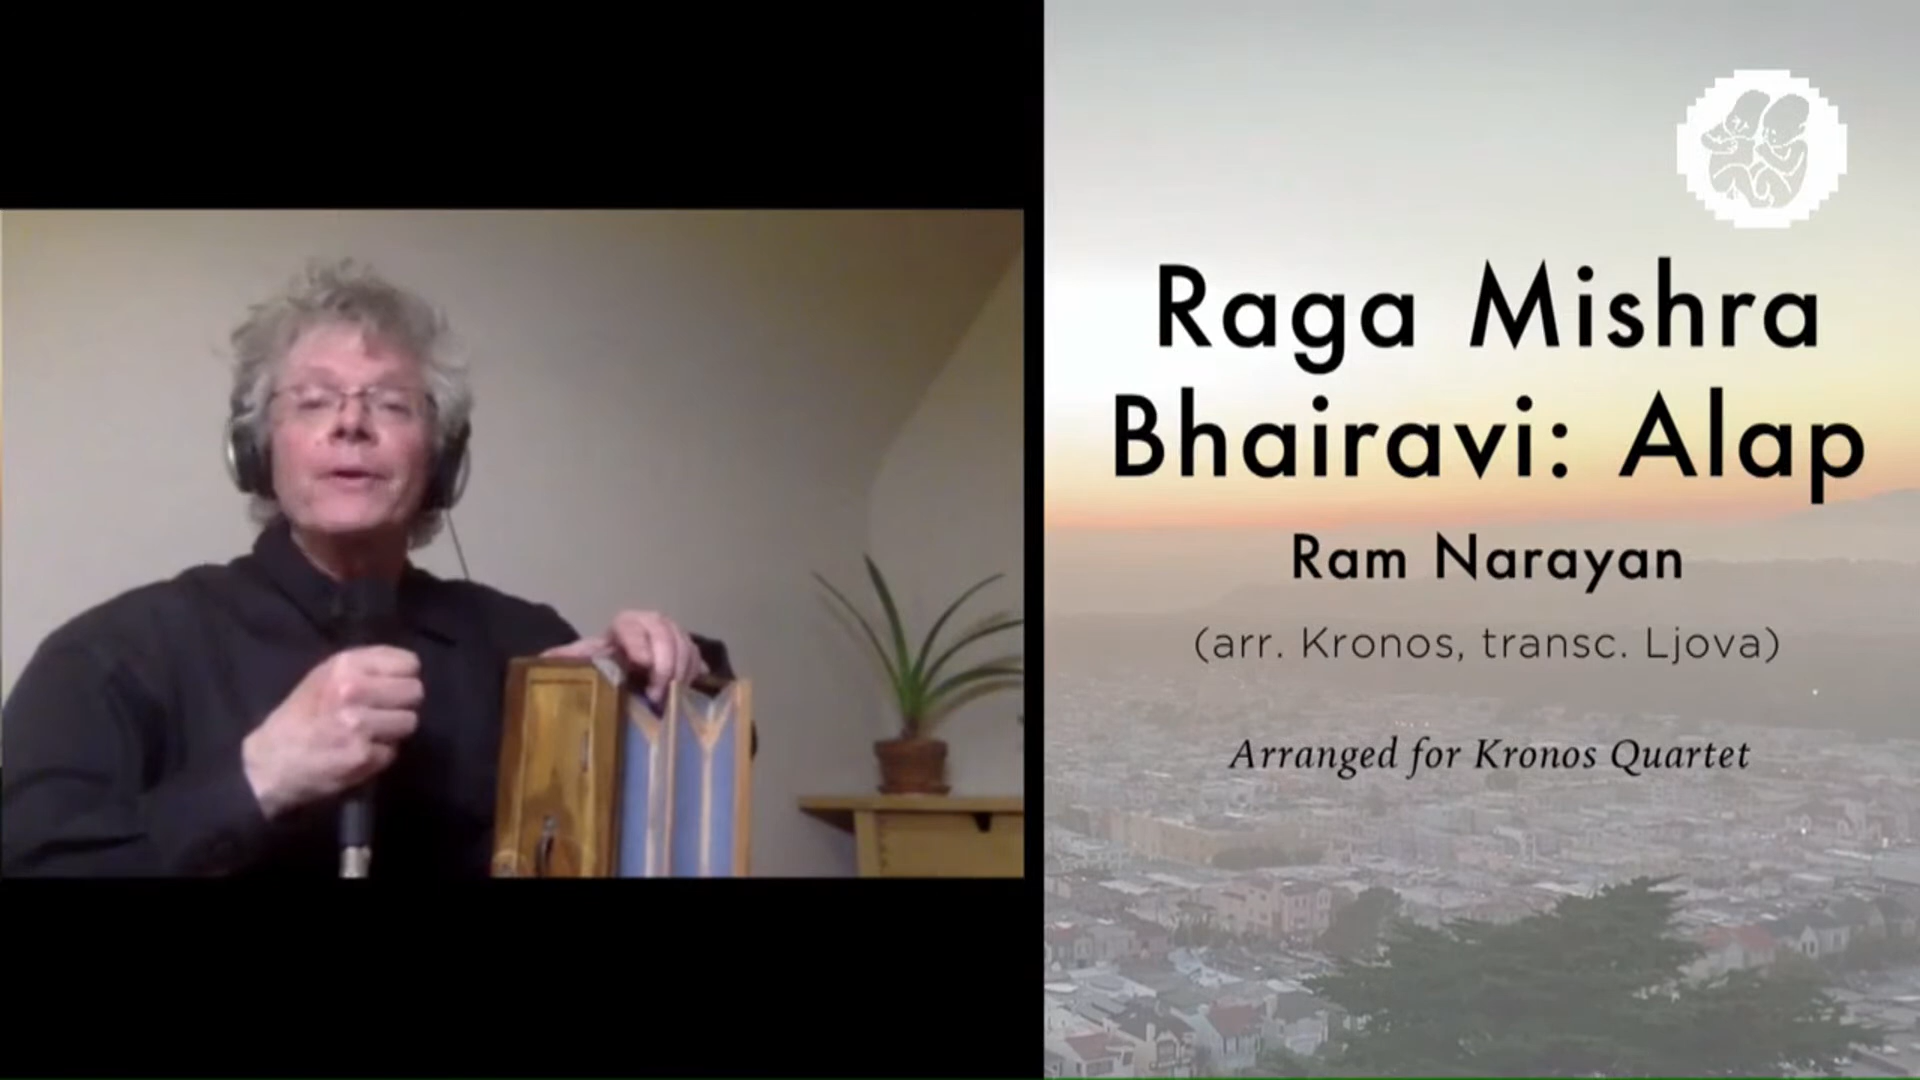 Raga Mishra
Bhairavi: Alap
Ram Narayan
(arr. Kronos, transc. Ljova)
Arranged for Kronos Quartet